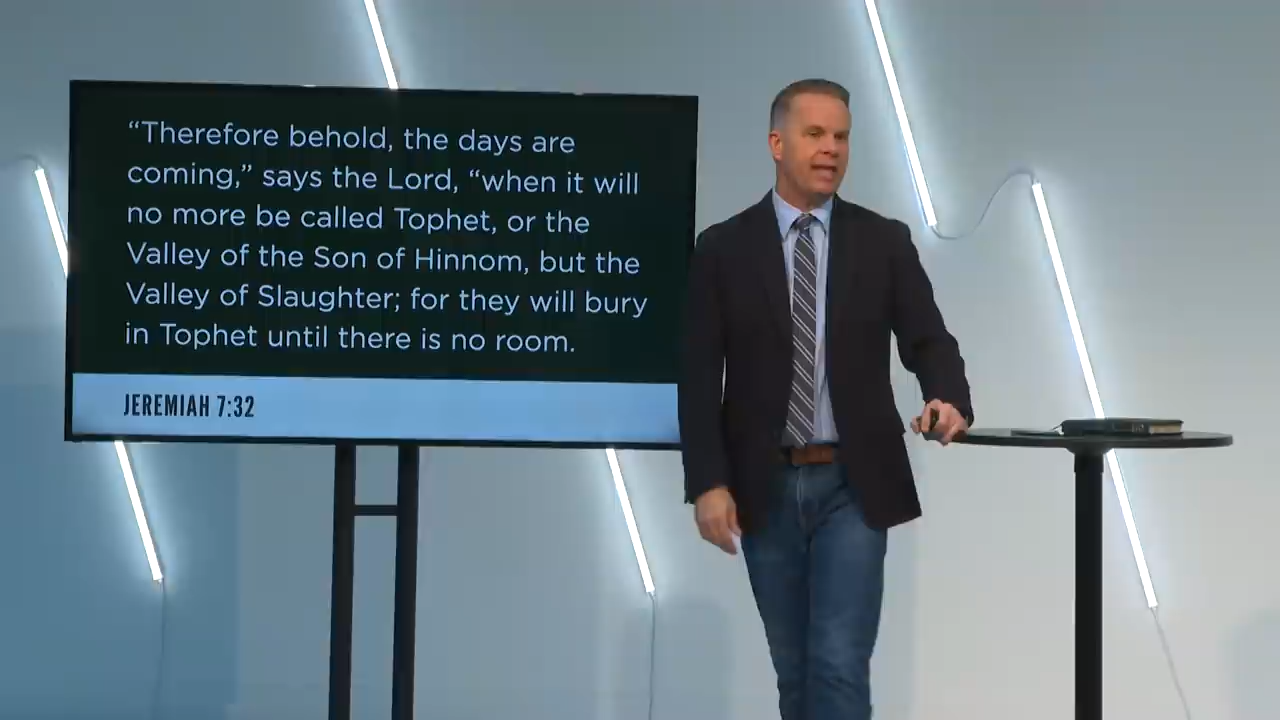 “Therefore behold, the days are
coming,” says the Lord, “when it will
no more be called Tophet, or the
Valley of the Son of Hinnom, but the
Valley of Slaughter; for they will bury
in Tophet until there is no room.
JEREMIAH 7:32